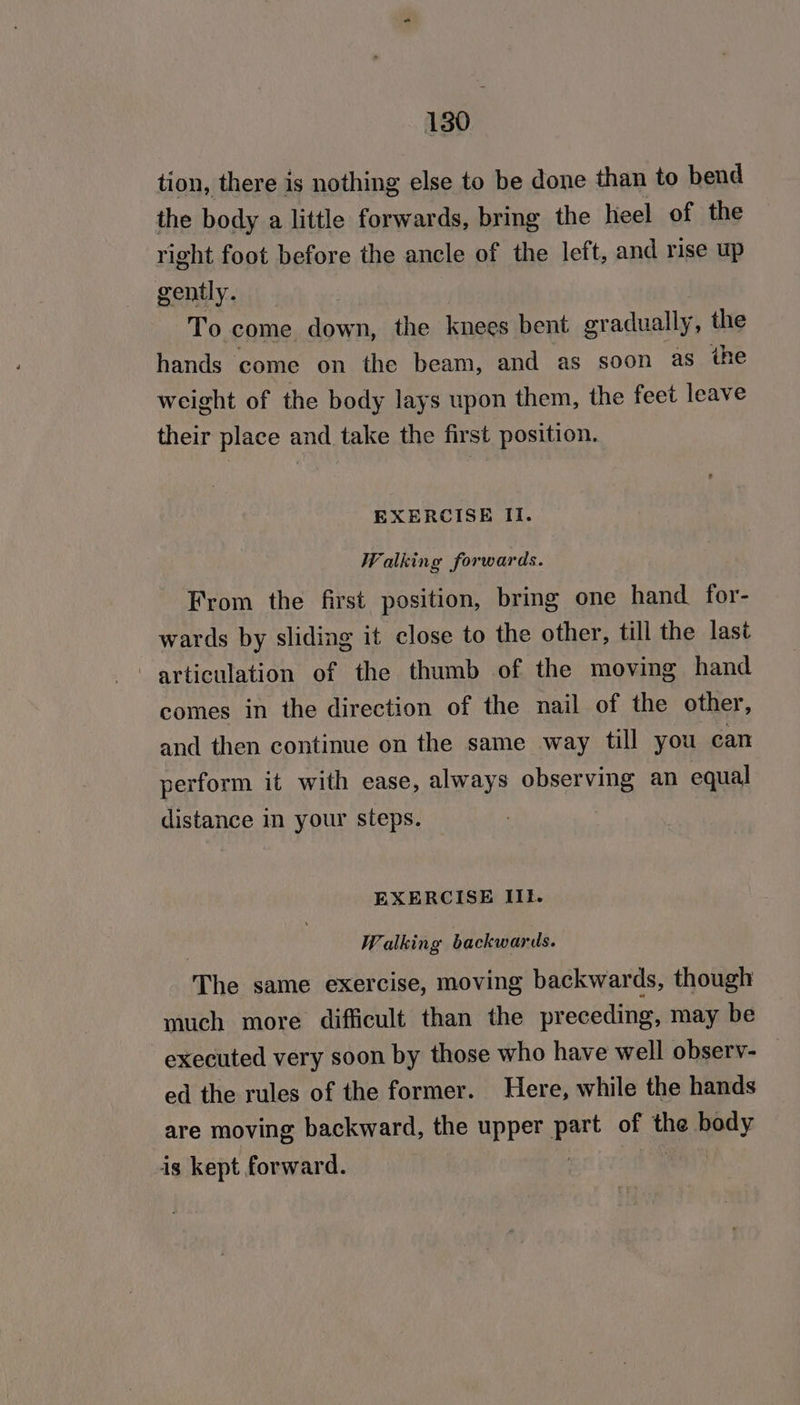 130
tion, there is nothing else to be done than to bend
the body a little forwards, bring the heel of the
right foot before the ancle of the left, and rise up
gently.
To come down, the knees bent gradually, the
hands come on the beam, and as soon as the
weight of the body lays upon them, the feet leave
their place and take the first position.
EXERCISE II.
Walking forwards.
From the first position, bring one hand for-
wards by sliding it close to the other, till the last
articulation of the thumb of the moving hand
comes in the direction of the nail of the other,
and then continue on the same way till you can
perform it with ease, always observing an equal
distance in your steps.
EXERCISE III.
Walking backwards.
The same exercise, moving backwards, though
much more difficult than the preceding, may be
executed very soon by those who have well observ-
ed the rules of the former. Here, while the hands
are moving backward, the upper part of the body
is kept forward.